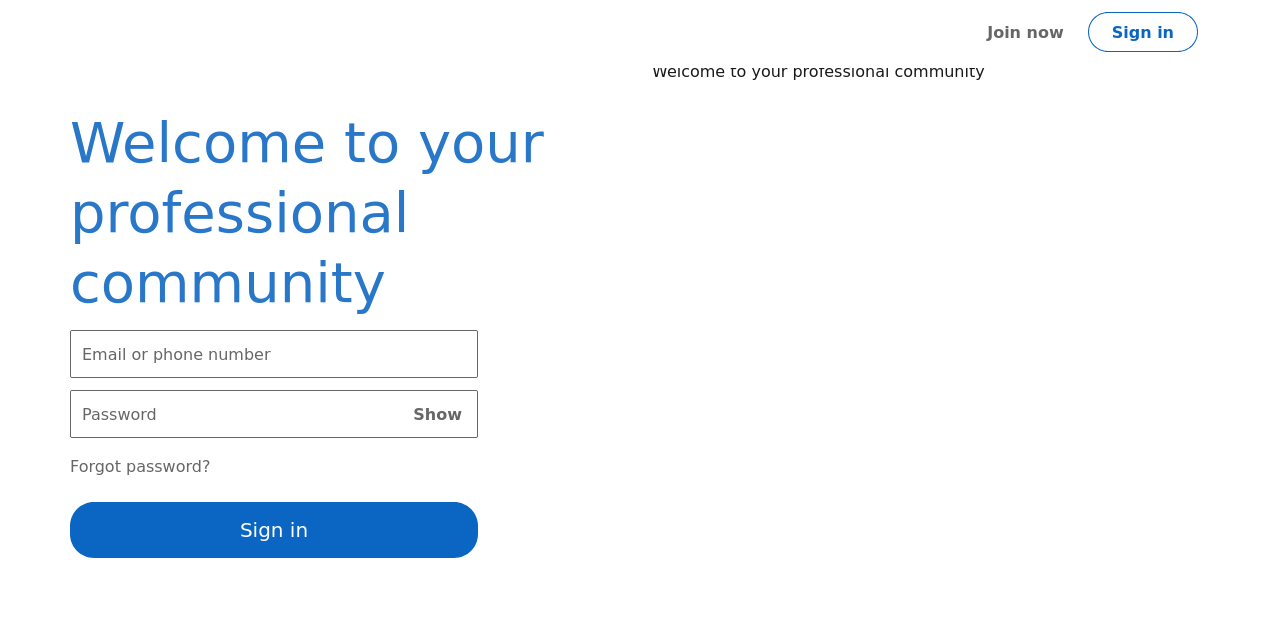 Join now
Sign in
Welcome to your professional community
Welcome to your
professional
community
Email or phone number
Password
Show
Forgot password?
Sign in